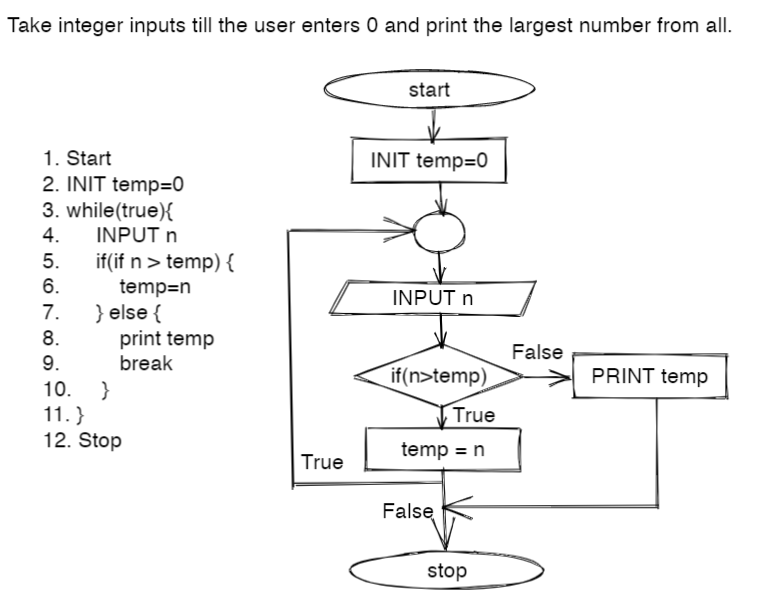 Take integer inputs till the user enters 0 and print the largest number from all.
1. Start
2. INIT temp=0
3. while(true){
4. INPUT n
5. if(if n > temp) {
6. temp=n
7. } else {
8. print temp
9. break
10. }
11. }
12. Stop
start
INIT temp=0
INPUT n
if(n>temp)
False
PRINT temp
True
temp = n
True
False
stop